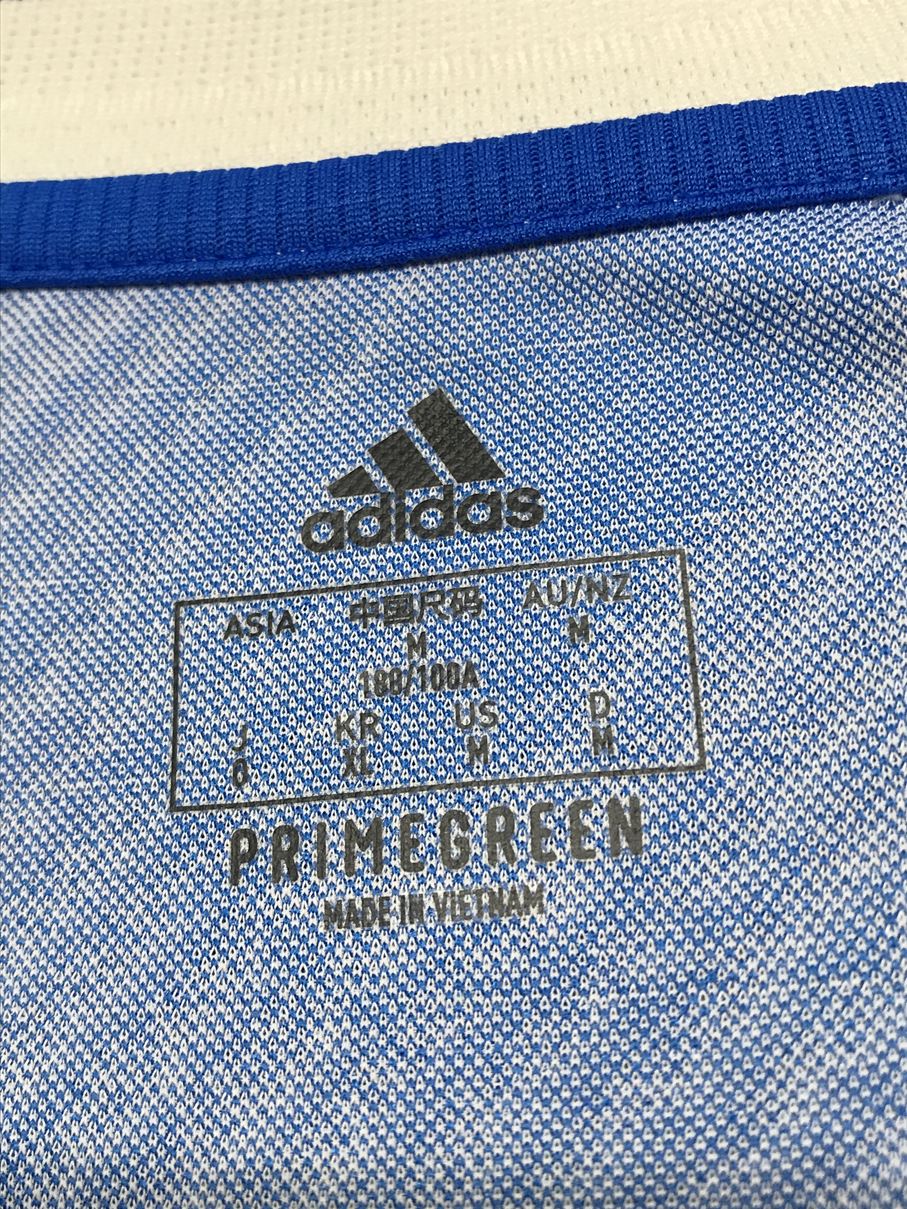 adidas
ASIA 中国尺码 AU/NZ
M M
180/100A
J KR US D
O XL M M
PRIMEGREEN
MADE IN VIETNAM